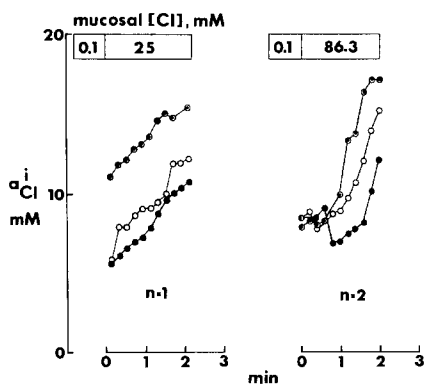 mucosal [Cl], mM
20
0.1 25
0.1 86.3
a i Cl
10
mM
n=1
n=2
0
0 1 2 3
0 1 2 3
min